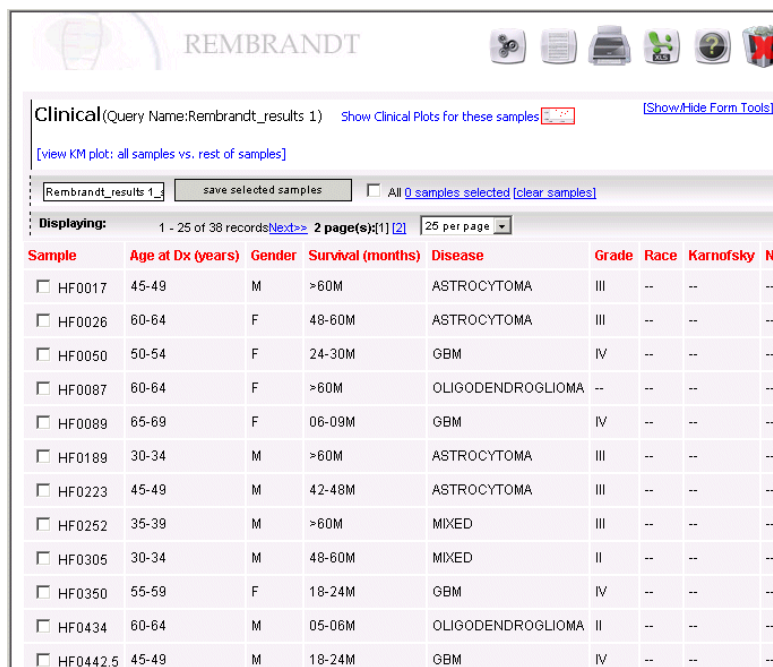 REMBRANDT
XLS
?
Clinical(Query Name:Rembrandt_results 1) Show Clinical Plots for these samples [Show/Hide Form Tools]
[view KM plot: all samples vs. rest of samples]
Rembrandt_results 1_s save selected samples All 0 samples selected [clear samples]
Displaying: 1 - 25 of 38 recordsNext>> 2 page(s):[1] [2] 25 per page
Sample Age at Dx (years) Gender Survival (months) Disease Grade Race Karnofsky N
HF0017 45-49 M >60M ASTROCYTOMA III -- -- --
HF0026 60-64 F 48-60M ASTROCYTOMA III -- -- --
HF0050 50-54 F 24-30M GBM IV -- -- --
HF0087 60-64 F >60M OLIGODENDROGLIOMA -- -- -- --
HF0089 65-69 F 06-09M GBM IV -- -- --
HF0189 30-34 M >60M ASTROCYTOMA III -- -- --
HF0223 45-49 M 42-48M ASTROCYTOMA III -- -- --
HF0252 35-39 M >60M MIXED III -- -- --
HF0305 30-34 M 48-60M MIXED II -- -- --
HF0350 55-59 F 18-24M GBM IV -- -- --
HF0434 60-64 M 05-06M OLIGODENDROGLIOMA II -- -- --
HF0442.5 45-49 M 18-24M GBM IV -- -- --